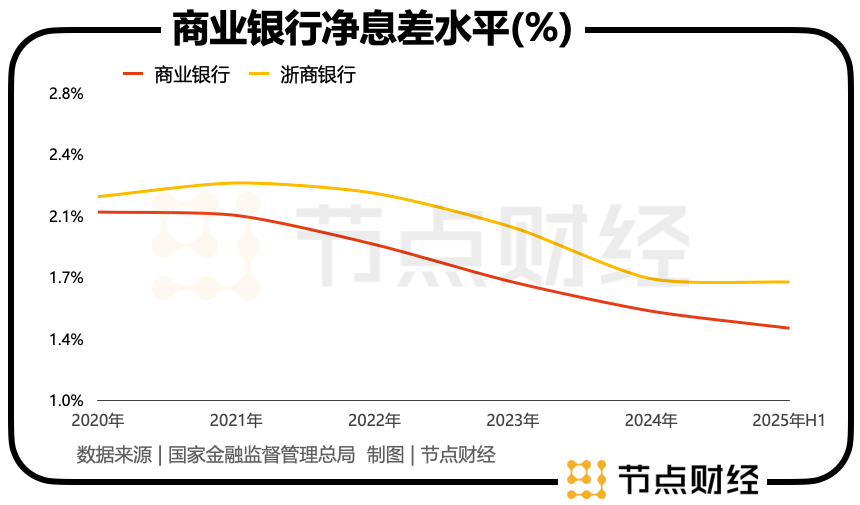 商业银行净息差水平(%)
商业银行 浙商银行
2.8%
2.4%
2.1%
1.7%
1.4%
1.0%
节点财经
2020年 2021年 2022年 2023年 2024年 2025年H1
数据来源 | 国家金融监督管理总局 制图 | 节点财经
节点财经